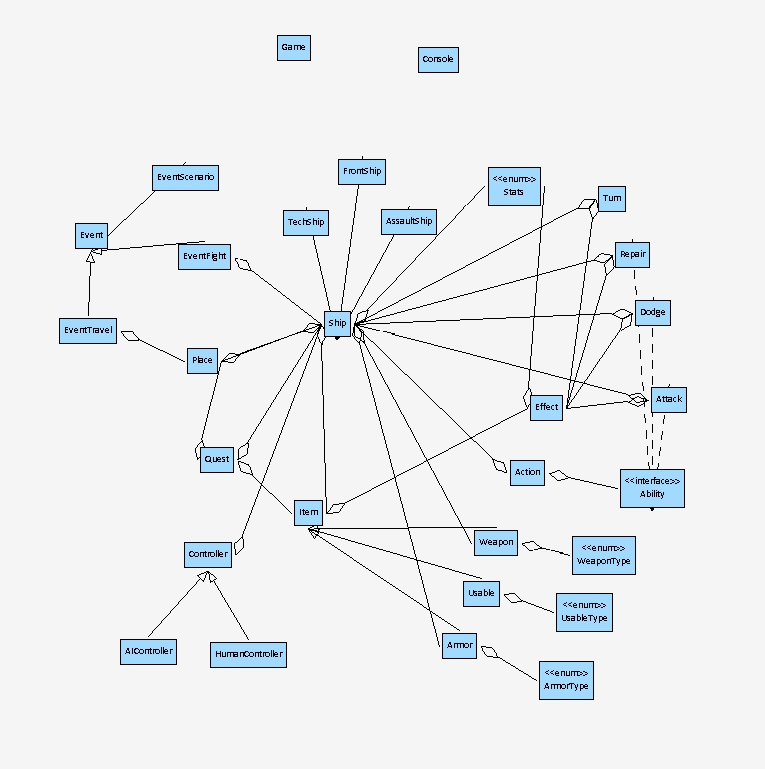 Game
Console
FrontShip
EventScenario
<<enum>>
Stats
Turn
TechShip
AssaultShip
Event
EventFight
Repair
Dodge
Ship
EventTravel
Place
Attack
Effect
Quest
Action
<<interface>>
Ability
Item
Weapon
<<enum>>
WeaponType
Controller
Usable
<<enum>>
UsableType
AIController
HumanController
Armor
<<enum>>
ArmorType